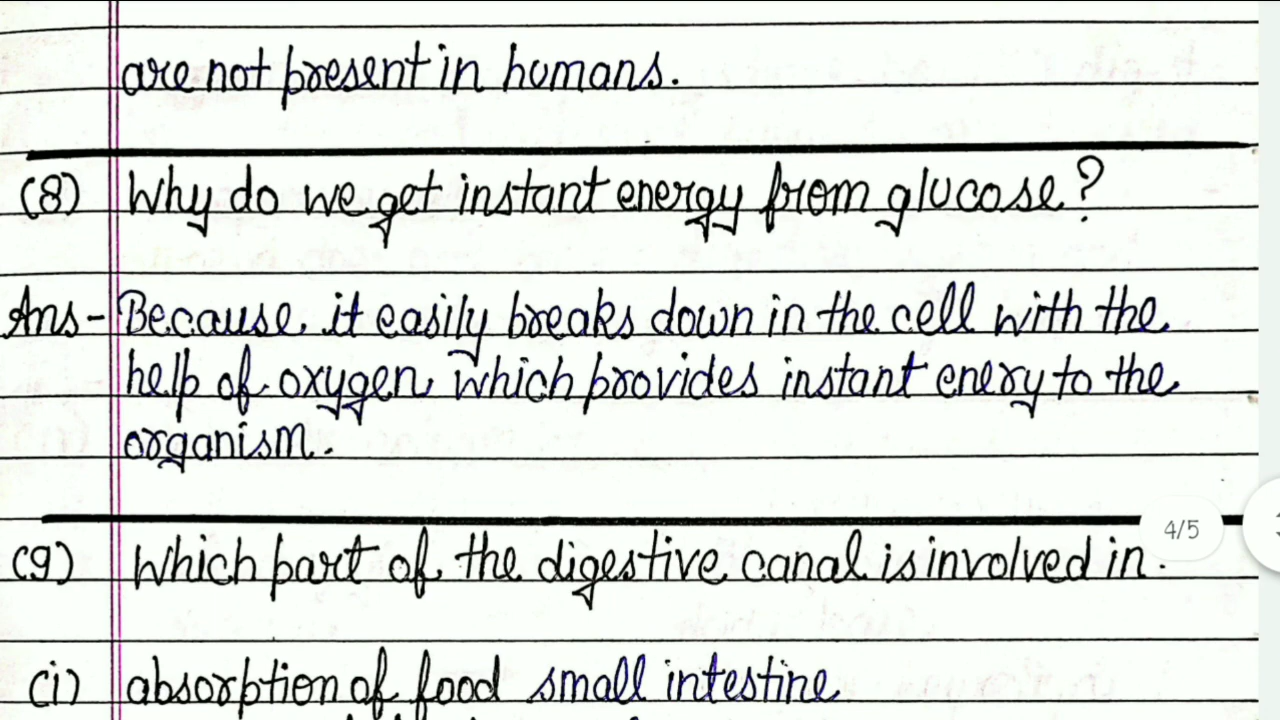 are not present in humans.
(8) Why do we get instant energy from glucose?
Ans- Because it easily breaks down in the cell with the
help of oxygen which provides instant enery to the
organism.
4/5
(9) Which part of the digestive canal is involved in.
(i) absorption of food small intestine